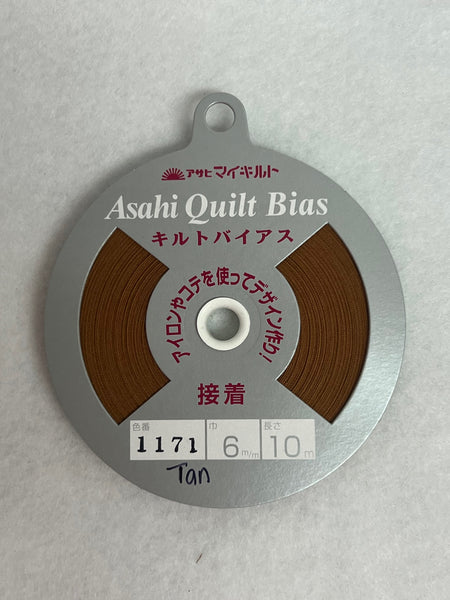 アサヒマイキルト
Asahi Quilt Bias
キルトバイアス
アイロンやコテを使ってデザイン作り!
接着
色番 巾 長さ
1171 6m/m 10m
Tan